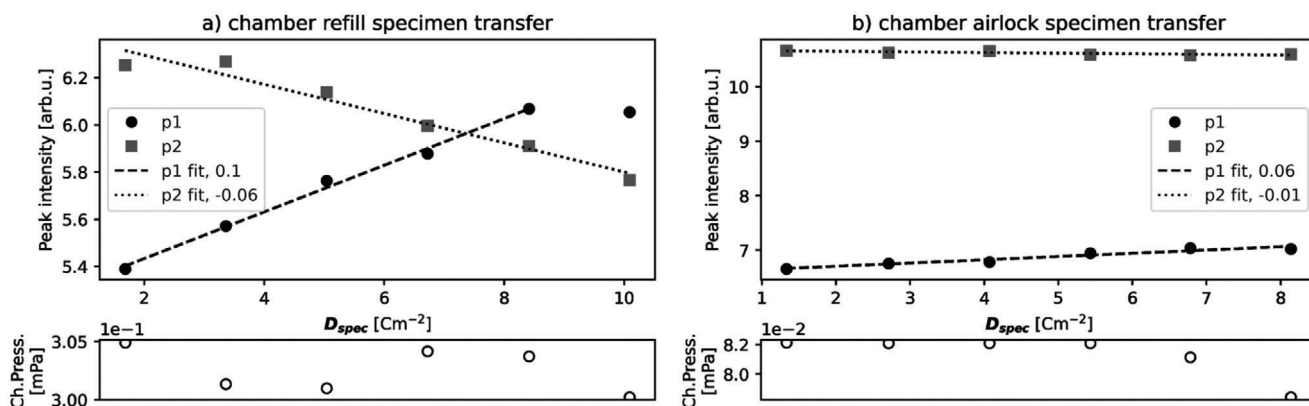 a) chamber refill specimen transfer
Peak intensity [arb.u.]
6.2
6.0
5.8
5.6
5.4
p1
p2
p1 fit, 0.1
p2 fit, -0.06
2 4 6 8 10
D_spec [Cm⁻²]
1e−1
Ch.Press.
[mPa]
3.05
3.00
b) chamber airlock specimen transfer
Peak intensity [arb.u.]
10
9
8
7
p1
p2
p1 fit, 0.06
p2 fit, -0.01
1 2 3 4 5 6 7 8
D_spec [Cm⁻²]
1e−2
Ch.Press.
[mPa]
8.2
8.0